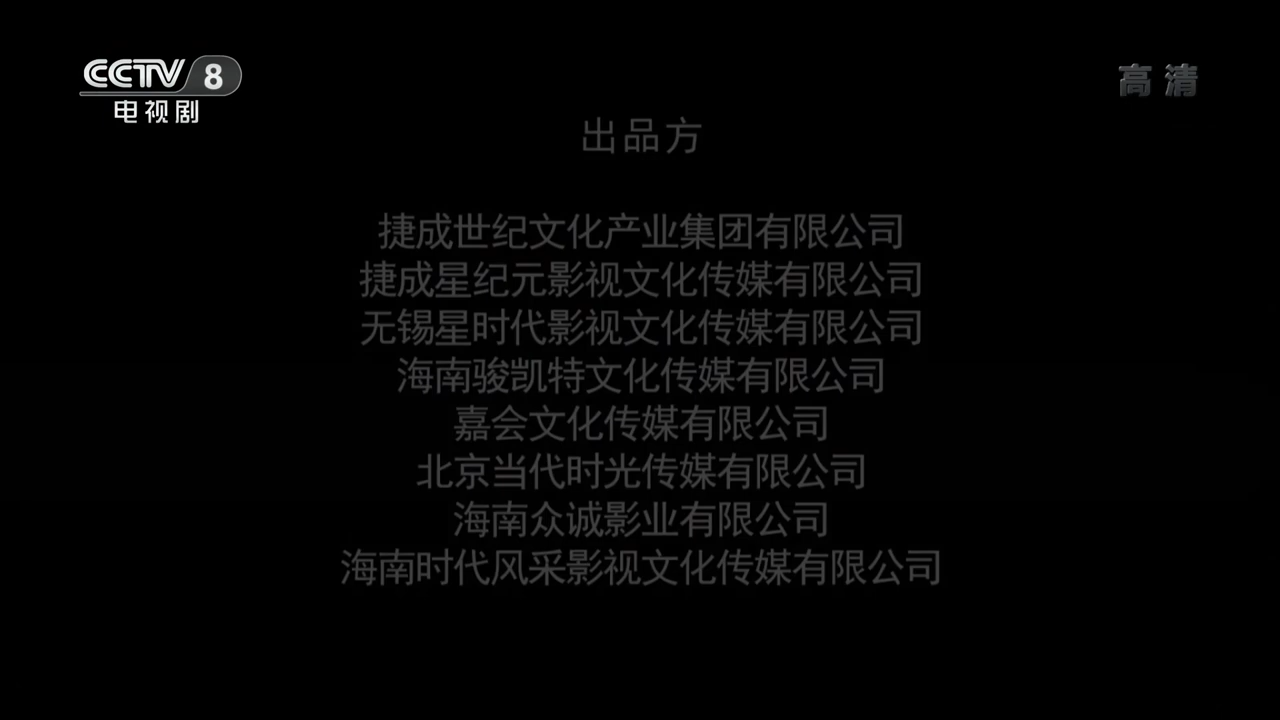 CCTV 8
电视剧
高清
出品方
捷成世纪文化产业集团有限公司
捷成星纪元影视文化传媒有限公司
无锡星时代影视文化传媒有限公司
海南骏凯特文化传媒有限公司
嘉会文化传媒有限公司
北京当代时光传媒有限公司
海南众诚影业有限公司
海南时代风采影视文化传媒有限公司